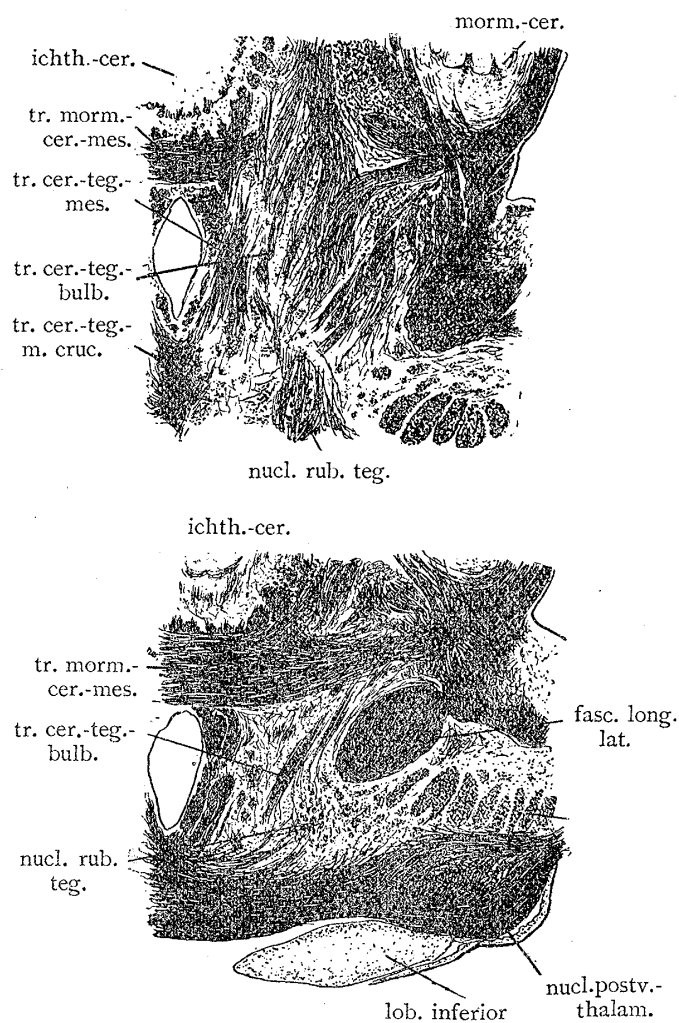 morm.-cer.
ichth.-cer.
tr. morm.-
cer.-mes.
tr. cer.-teg.-
mes.
tr. cer.-teg.-
bulb.
tr. cer.-teg.-
m. cruc.
nucl. rub. teg.
ichth.-cer.
tr. morm.-
cer.-mes.
tr. cer.-teg.-
bulb.
fasc. long.
lat.
nucl. rub.
teg.
nucl.postv.-
thalam.
lob. inferior